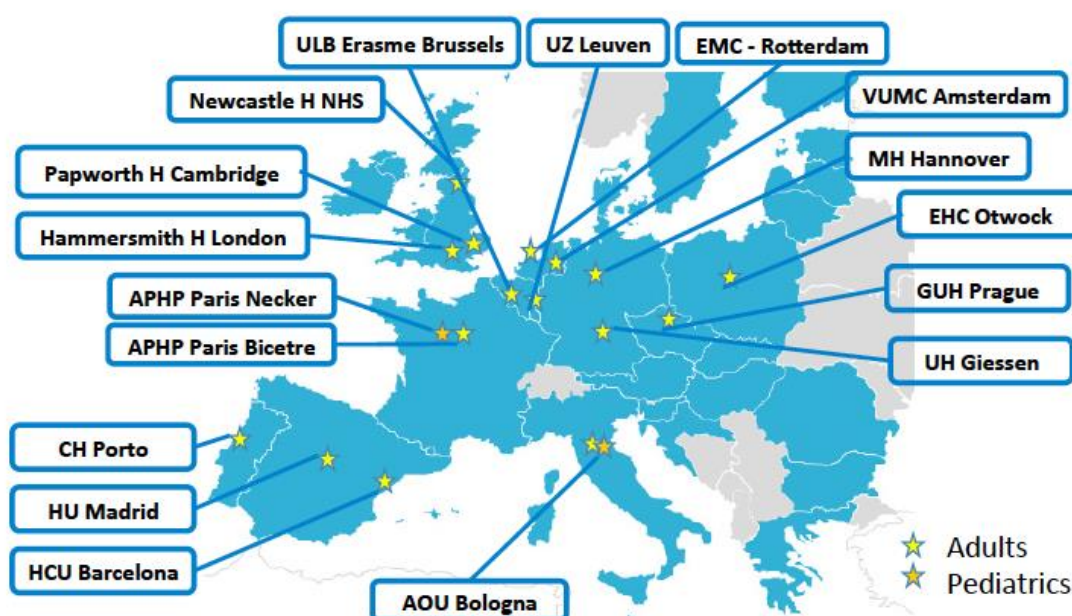 ULB Erasme Brussels
UZ Leuven
EMC - Rotterdam
Newcastle H NHS
VUMC Amsterdam
Papworth H Cambridge
MH Hannover
Hammersmith H London
EHC Otwock
APHP Paris Necker
GUH Prague
APHP Paris Bicetre
UH Giessen
CH Porto
HU Madrid
HCU Barcelona
AOU Bologna
Adults
Pediatrics